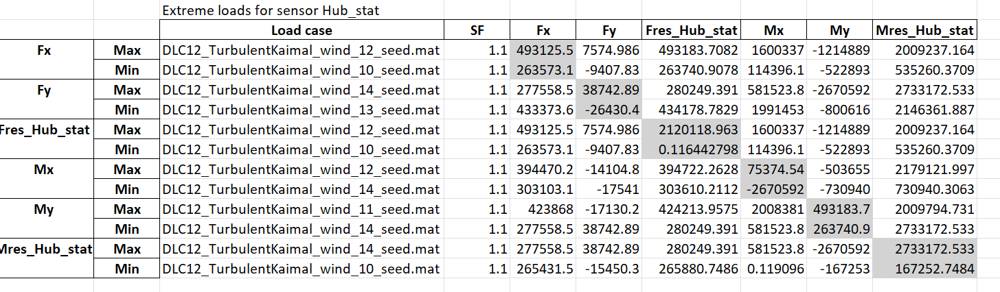 Extreme loads for sensor Hub_stat
Load case SF Fx Fy Fres_Hub_stat Mx My Mres_Hub_stat
Fx Max DLC12_TurbulentKaimal_wind_12_seed.mat 1.1 493125.5 7574.986 493183.7082 1600337 -1214889 2009237.164
Min DLC12_TurbulentKaimal_wind_10_seed.mat 1.1 263573.1 -9407.83 263740.9078 114396.1 -522893 535260.3709
Fy Max DLC12_TurbulentKaimal_wind_14_seed.mat 1.1 277558.5 38742.89 280249.391 581523.8 -2670592 2733172.533
Min DLC12_TurbulentKaimal_wind_13_seed.mat 1.1 433373.6 -26430.4 434178.7829 1991453 -800616 2146361.887
Fres_Hub_stat Max DLC12_TurbulentKaimal_wind_12_seed.mat 1.1 493125.5 7574.986 2120118.963 1600337 -1214889 2009237.164
Min DLC12_TurbulentKaimal_wind_10_seed.mat 1.1 263573.1 -9407.83 0.116442798 114396.1 -522893 535260.3709
Mx Max DLC12_TurbulentKaimal_wind_12_seed.mat 1.1 394470.2 -14104.8 394722.2628 75374.54 -503655 2179121.997
Min DLC12_TurbulentKaimal_wind_14_seed.mat 1.1 303103.1 -17541 303610.2112 -2670592 -730940 730940.3063
My Max DLC12_TurbulentKaimal_wind_11_seed.mat 1.1 423868 -17130.2 424213.9575 2008381 493183.7 2009794.731
Min DLC12_TurbulentKaimal_wind_14_seed.mat 1.1 277558.5 38742.89 280249.391 581523.8 263740.9 2733172.533
Mres_Hub_stat Max DLC12_TurbulentKaimal_wind_14_seed.mat 1.1 277558.5 38742.89 280249.391 581523.8 -2670592 2733172.533
Min DLC12_TurbulentKaimal_wind_10_seed.mat 1.1 265431.5 -15450.3 265880.7486 0.119096 -167253 167252.7484